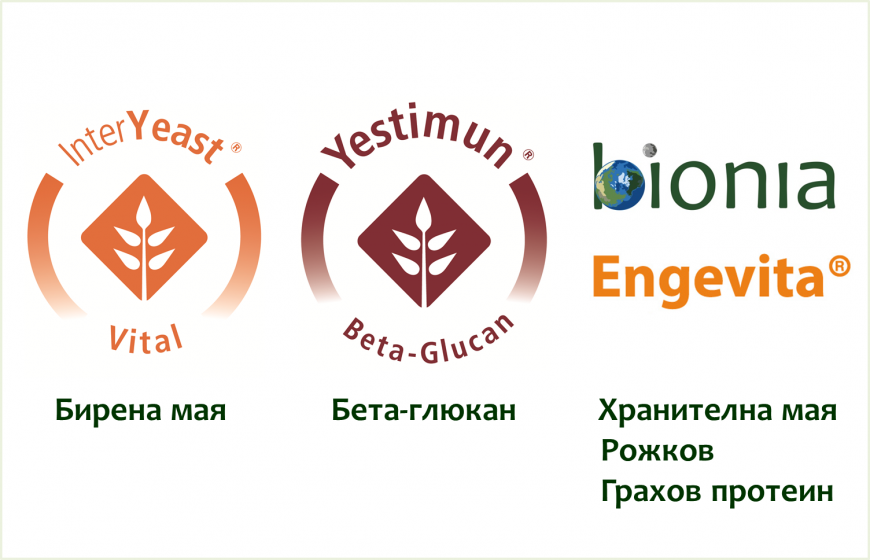 InterYeast®
Vital
Бирена мая
Yestimun®
Beta-Glucan
Бета-глюкан
bionia
Engevita®
Хранителна мая
Рожков
Грахов протеин